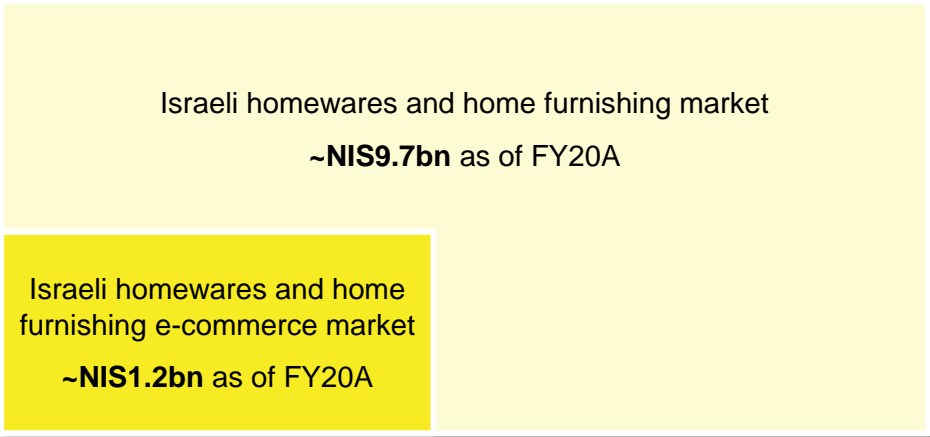 Israeli homewares and home furnishing market
~NIS9.7bn as of FY20A
Israeli homewares and home
furnishing e-commerce market
~NIS1.2bn as of FY20A